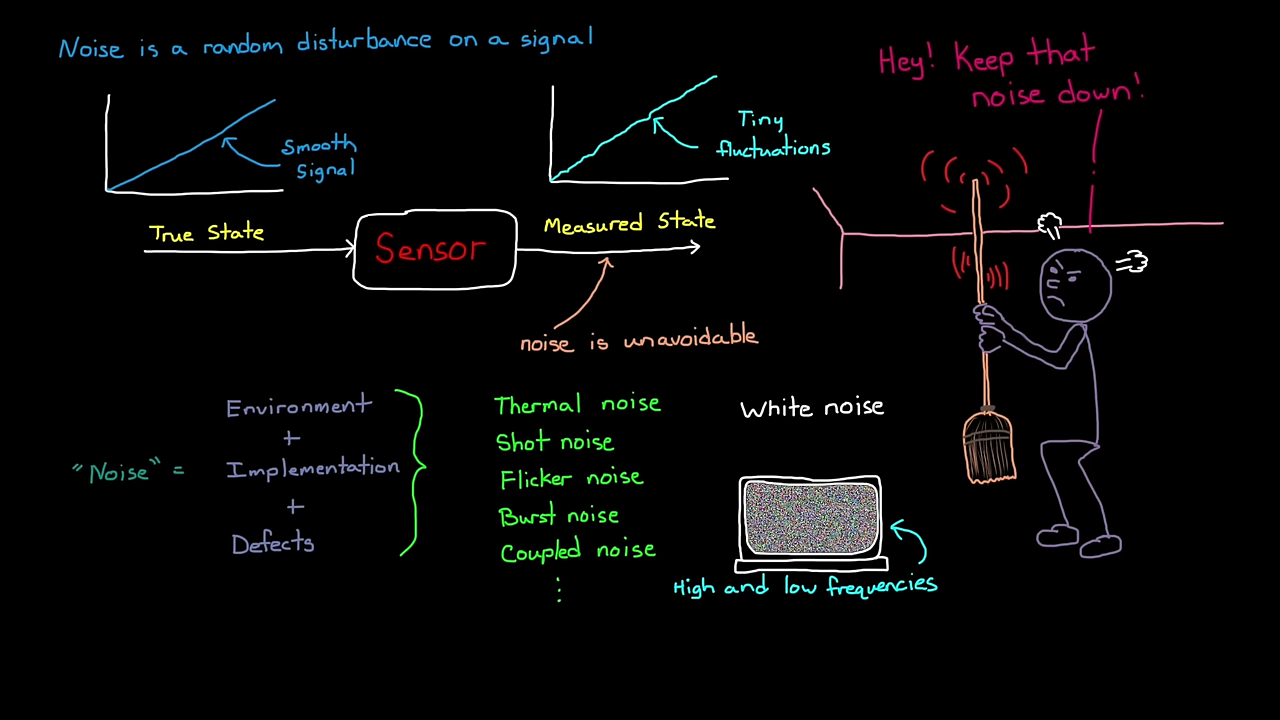 Noise is a random disturbance on a signal
Hey! Keep that
noise down!
Smooth
Signal
Tiny
fluctuations
True State
Sensor
Measured State
noise is unavoidable
"Noise" =
Environment
+
Implementation
+
Defects
Thermal noise
Shot noise
Flicker noise
Burst noise
Coupled noise
⋮
White noise
High and low frequencies